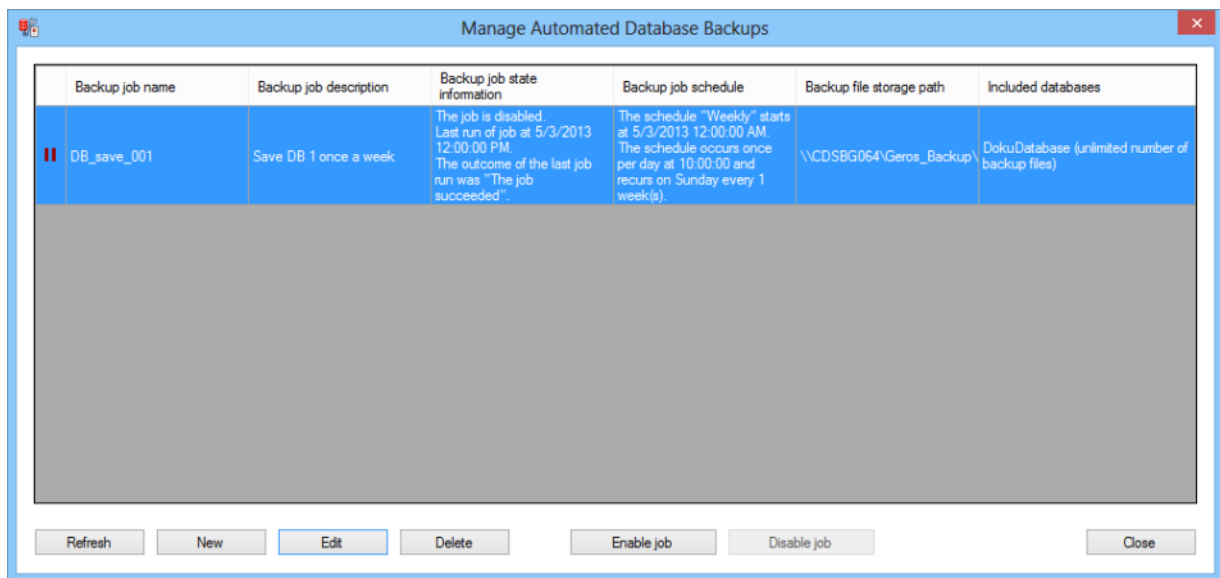 Manage Automated Database Backups
Backup job name
Backup job description
Backup job state
information
Backup job schedule
Backup file storage path
Included databases
DB_save_001
Save DB 1 once a week
The job is disabled.
Last run of job at 5/3/2013
12:00:00 PM.
The outcome of the last job
run was "The job
succeeded".
The schedule "Weekly" starts
at 5/3/2013 12:00:00 AM.
The schedule occurs once
per day at 10:00:00 and
recurs on Sunday every 1
week(s).
\\CDSBG064\Geros_Backup\
DokuDatabase (unlimited number of
backup files)
Refresh
New
Edit
Delete
Enable job
Disable job
Close